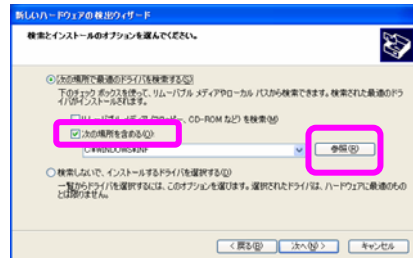 新しいハードウェアの検出ウィザード
検索とインストールのオプションを選んでください。
次の場所で最適のドライバを検索する(S)
下のチェック ボックスを使って、リムーバブル メディアやローカル パスから検索できます。検索された最適のドラ
イバがインストールされます。
リムーバブル メディア (フロッピー、CD-ROM など) を検索(M)
次の場所を含める(O):
C:¥WINDOWS¥INF
参照(R)
検索しないで、インストールするドライバを選択する(D)
一覧からドライバを選択するには、このオプションを選びます。選択されたドライバは、ハードウェアに最適のもの
とは限りません。
< 戻る(B)
次へ(N) >
キャンセル